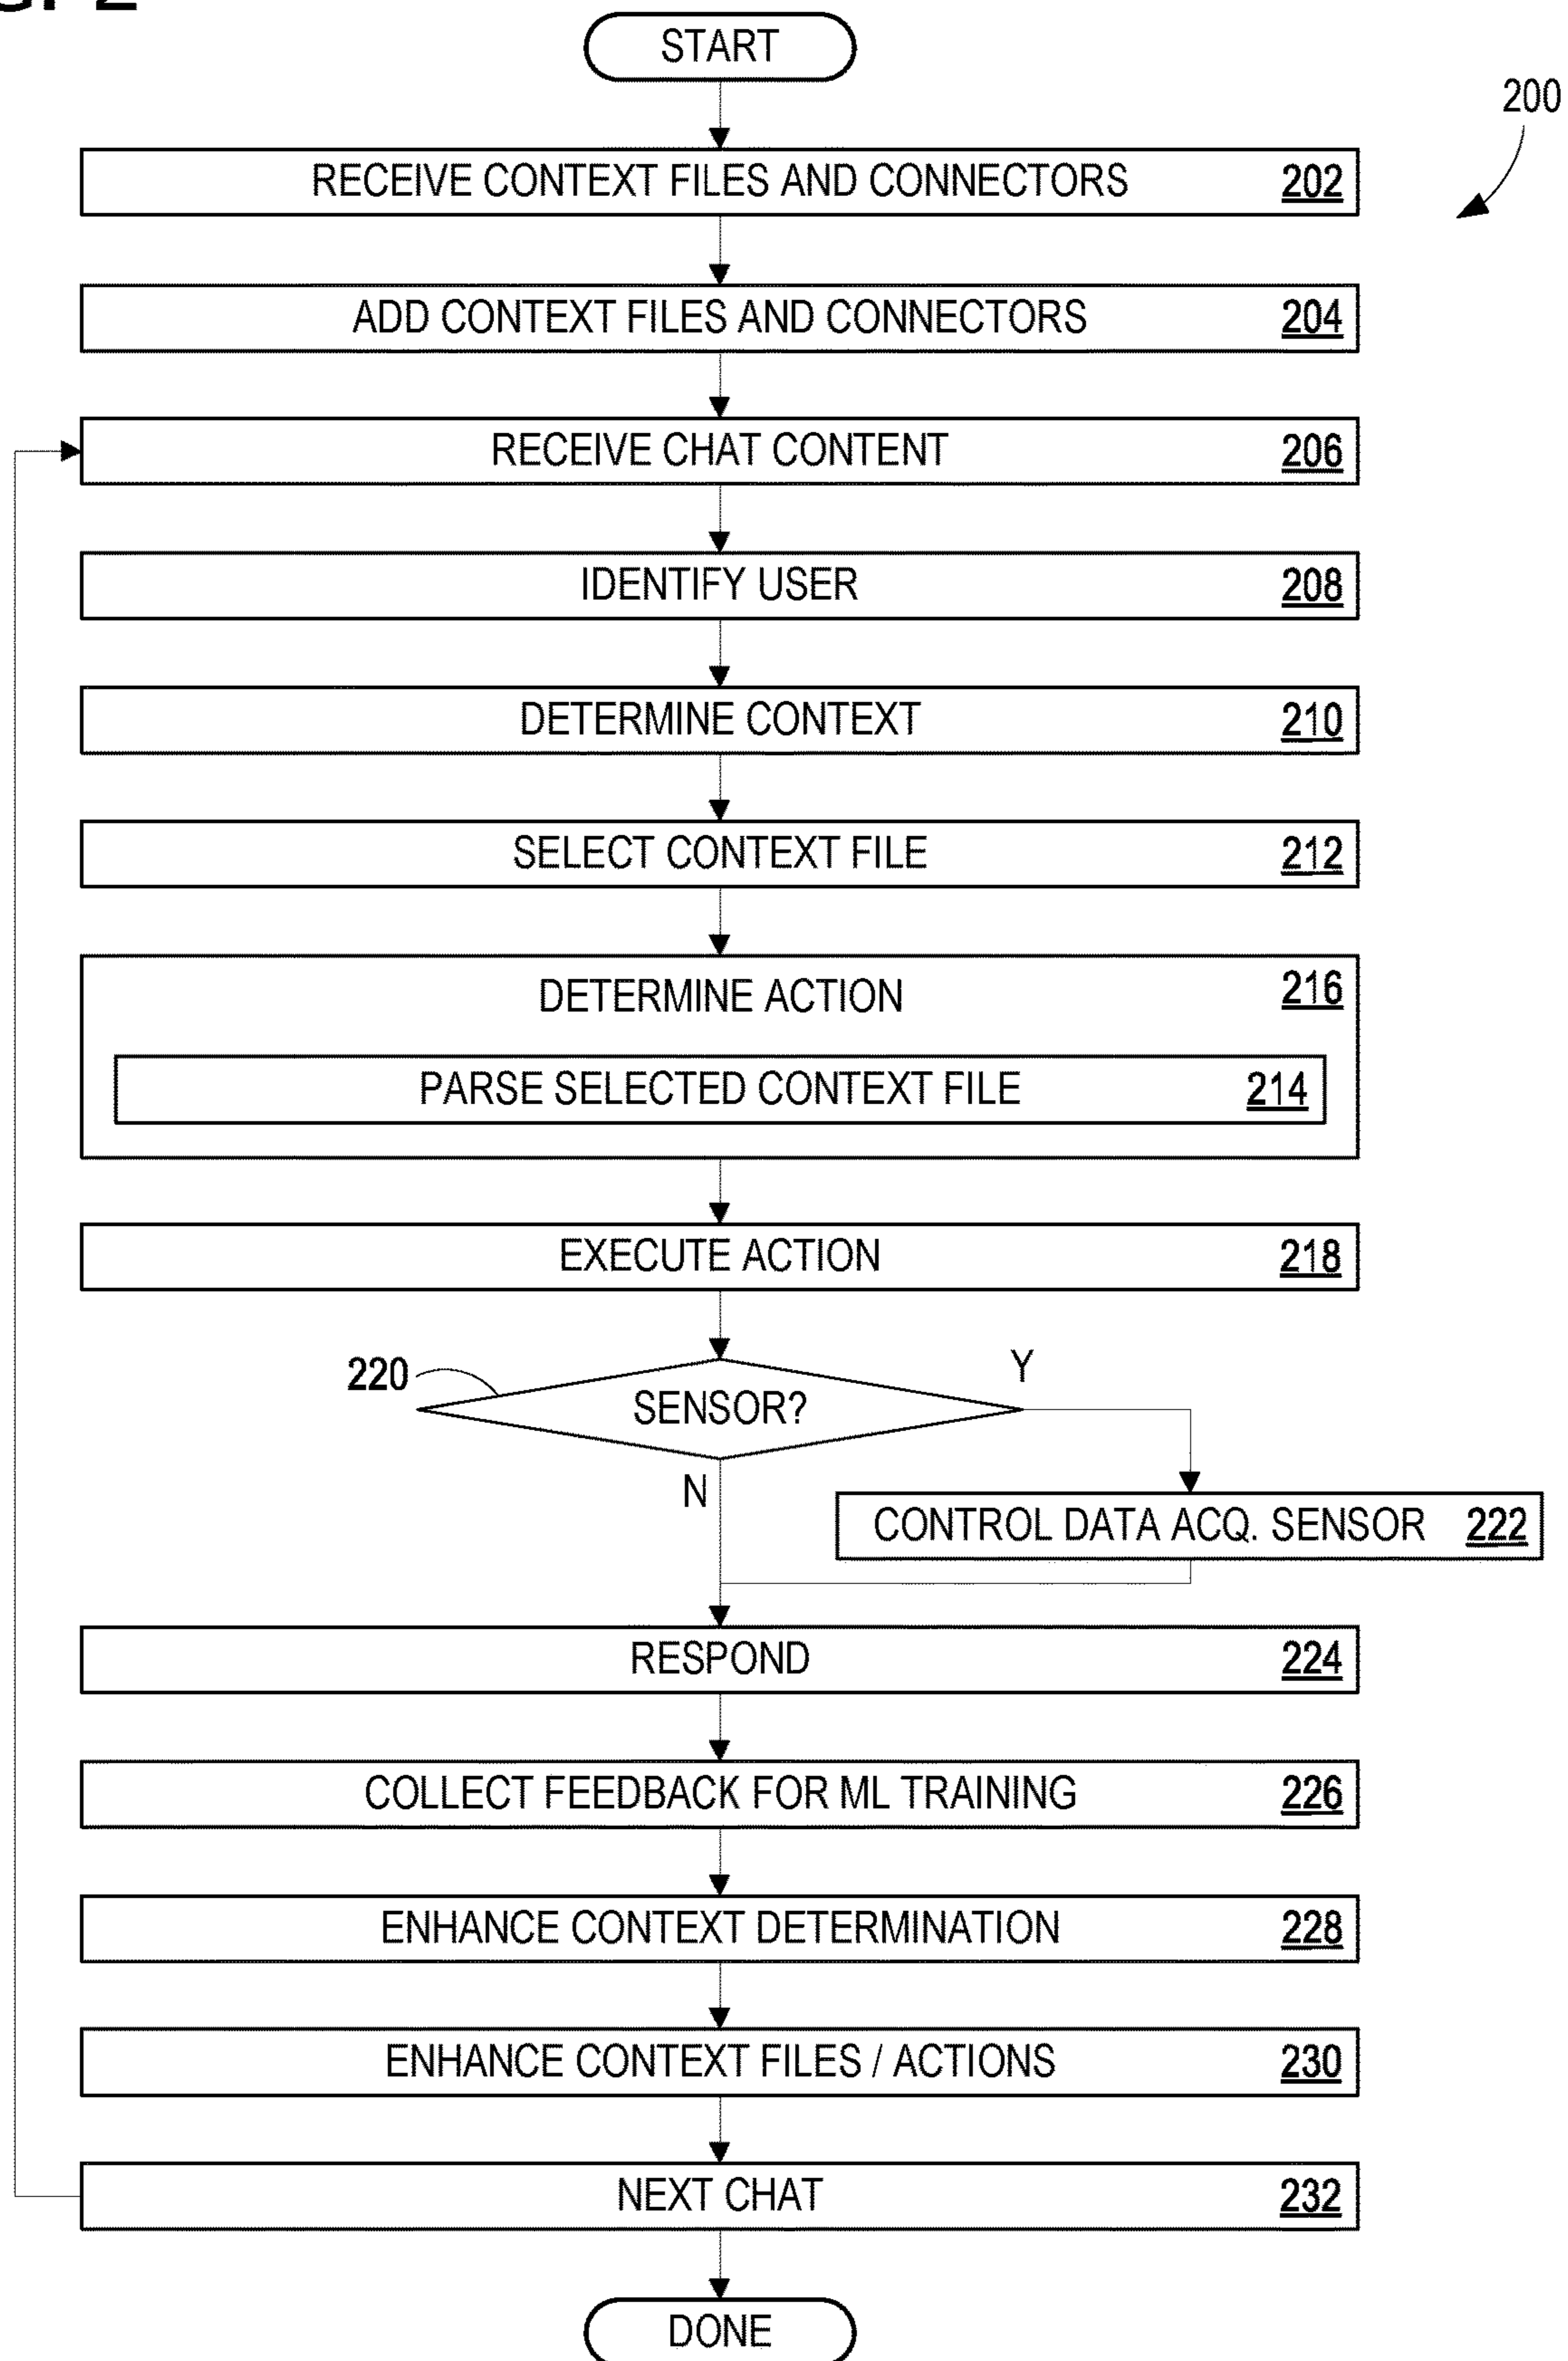 START
200
RECEIVE CONTEXT FILES AND CONNECTORS 202
ADD CONTEXT FILES AND CONNECTORS 204
RECEIVE CHAT CONTENT 206
IDENTIFY USER 208
DETERMINE CONTEXT 210
SELECT CONTEXT FILE 212
DETERMINE ACTION 216
PARSE SELECTED CONTEXT FILE 214
EXECUTE ACTION 218
220
Y
SENSOR?
N
CONTROL DATA ACQ. SENSOR 222
RESPOND 224
COLLECT FEEDBACK FOR ML TRAINING 226
ENHANCE CONTEXT DETERMINATION 228
ENHANCE CONTEXT FILES / ACTIONS 230
NEXT CHAT 232
DONE